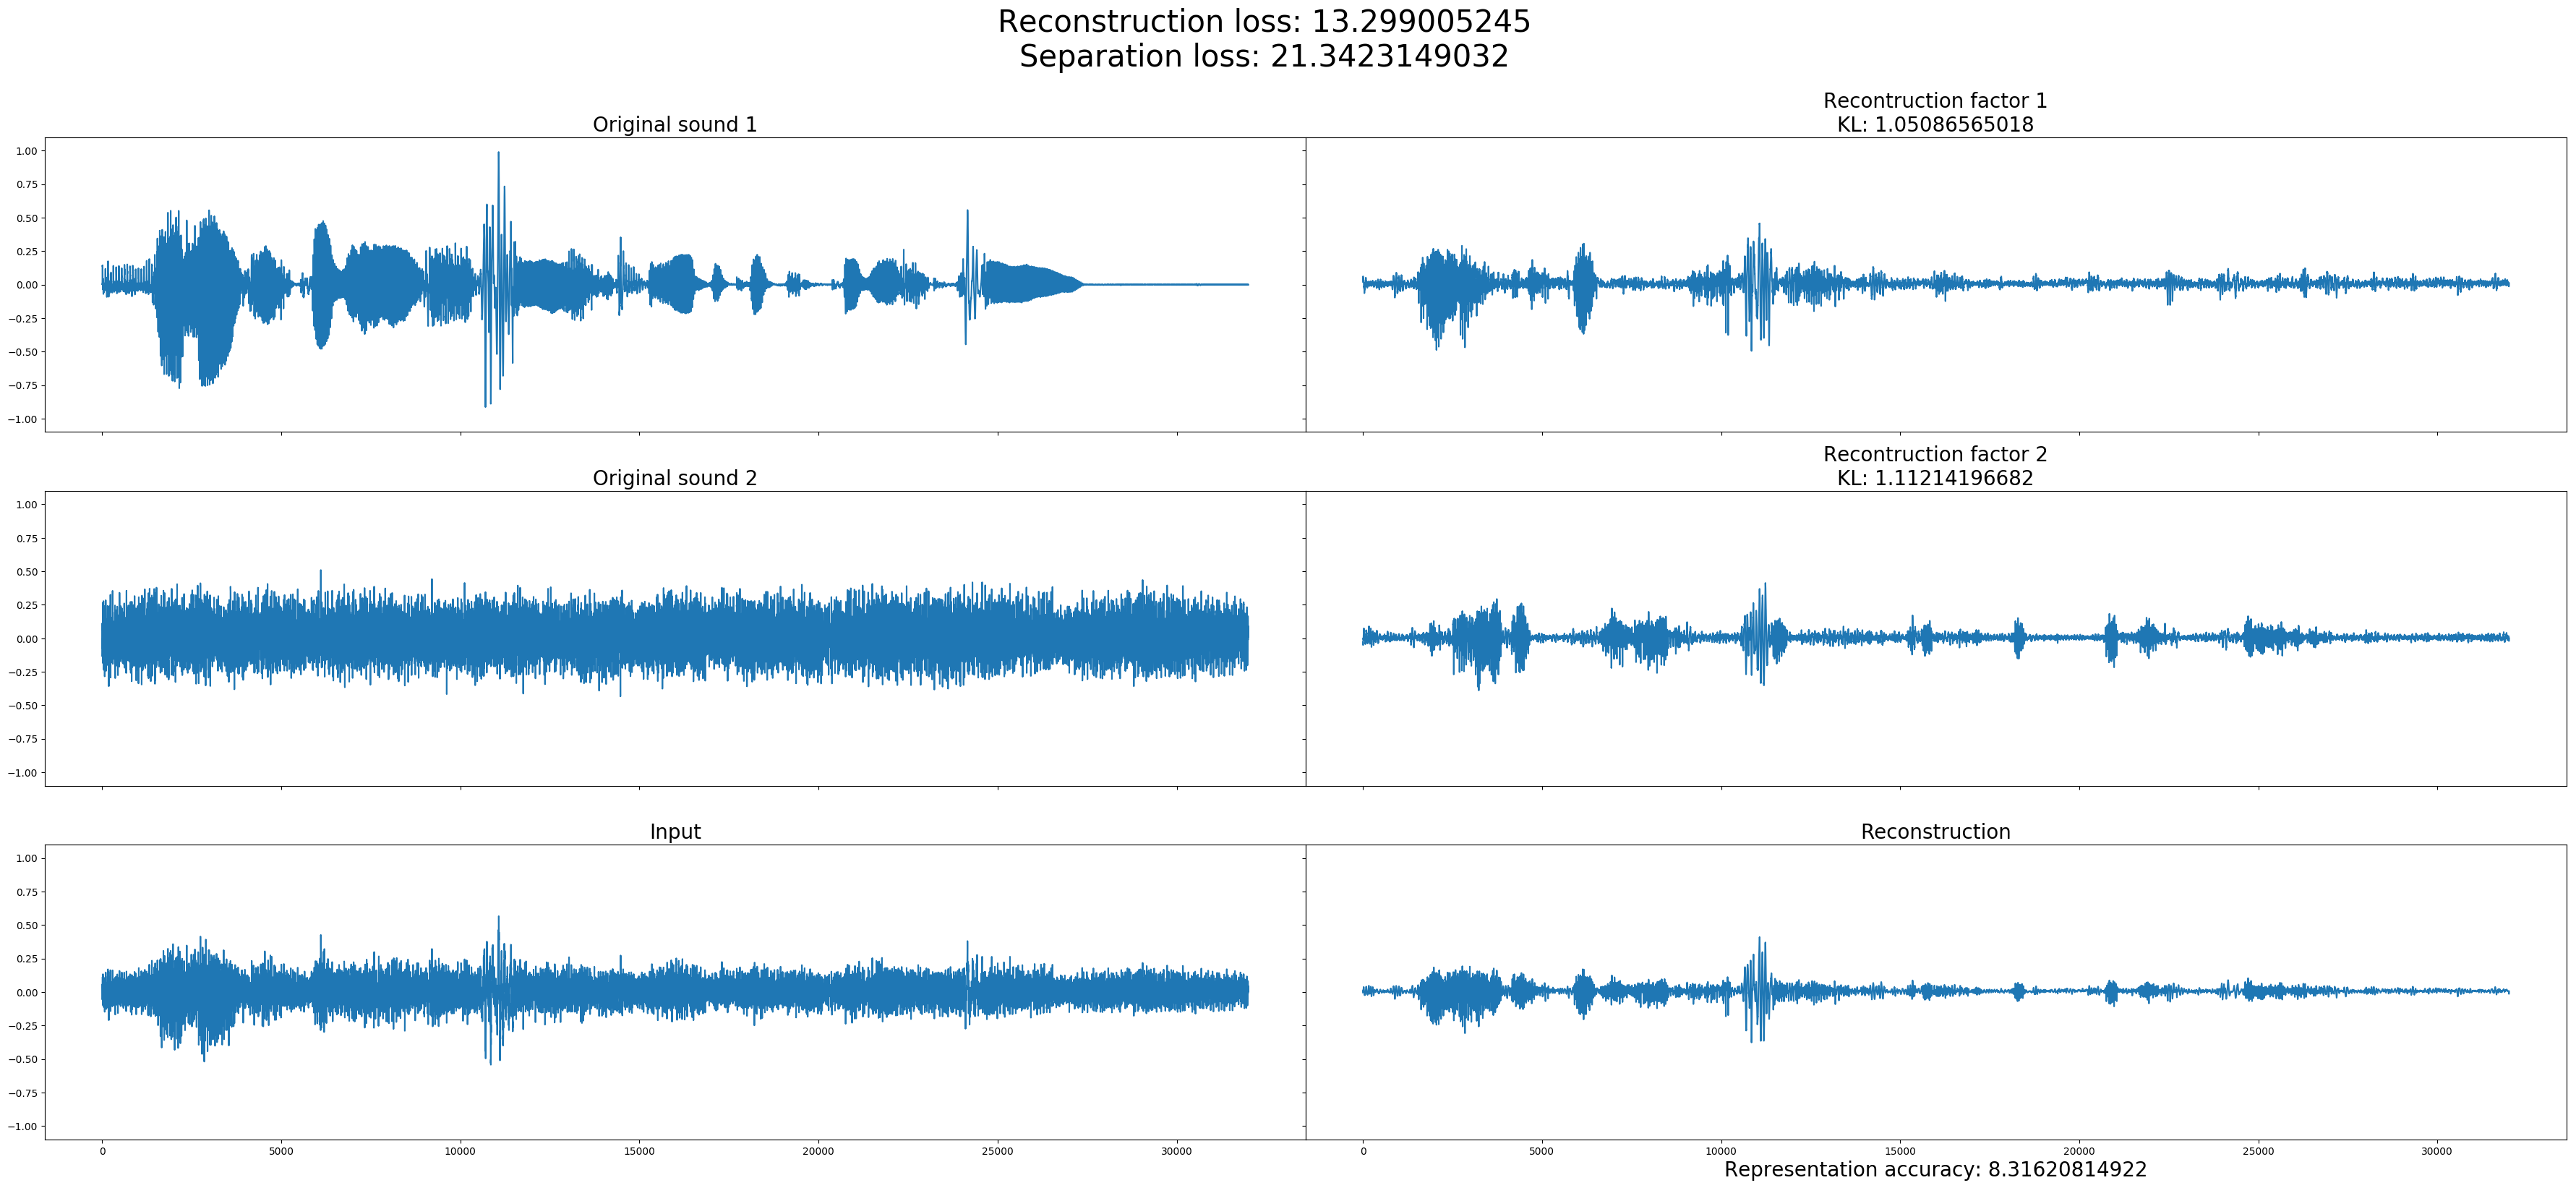 Reconstruction loss: 13.299005245
Separation loss: 21.3423149032
Original sound 1
Recontruction factor 1
KL: 1.05086565018
1.00
0.75
0.50
0.25
0.00
−0.25
−0.50
−0.75
−1.00
Original sound 2
Recontruction factor 2
KL: 1.11214196682
1.00
0.75
0.50
0.25
0.00
−0.25
−0.50
−0.75
−1.00
Input
Reconstruction
1.00
0.75
0.50
0.25
0.00
−0.25
−0.50
−0.75
−1.00
0 5000 10000 15000 20000 25000 30000
0 5000 10000 15000 20000 25000 30000
Representation accuracy: 8.31620814922